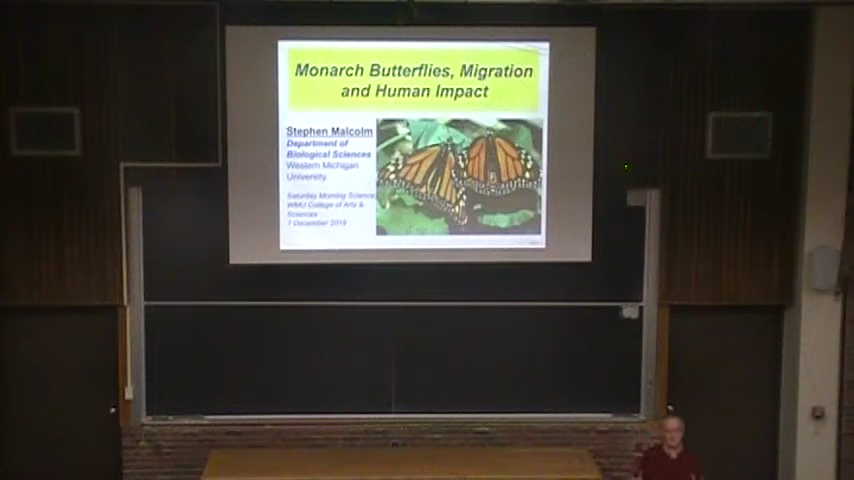 Monarch Butterflies, Migration
and Human Impact
Stephen Malcolm
Department of
Biological Sciences
Western Michigan
University
Saturday Morning Science,
WMU College of Arts &
Sciences
7 December 2019